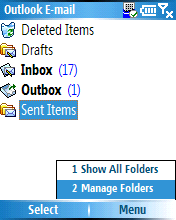 Outlook E-mail
Deleted Items
Drafts
Inbox (17)
Outbox (1)
Sent Items
1 Show All Folders
2 Manage Folders
Select Menu